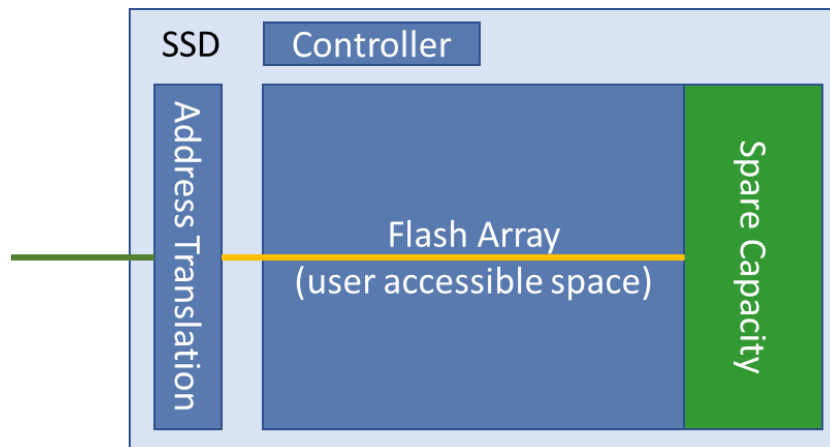 SSD
Controller
Address Translation
Flash Array
(user accessible space)
Spare Capacity